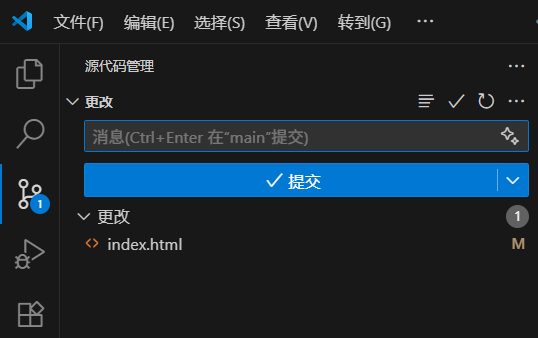 文件(F) 编辑(E) 选择(S) 查看(V) 转到(G) ···
源代码管理 ···
更改 ···
消息(Ctrl+Enter 在“main”提交)
提交
1
更改 1
index.html M